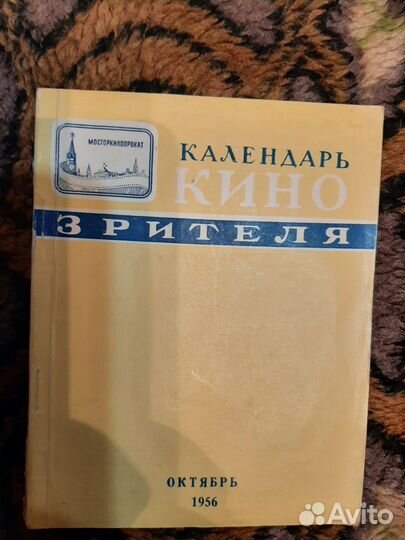 МОСГОРКИНОПРОКАТ
КАЛЕНДАРЬ
КИНО
ЗРИТЕЛЯ
ОКТЯБРЬ
1956
Avito